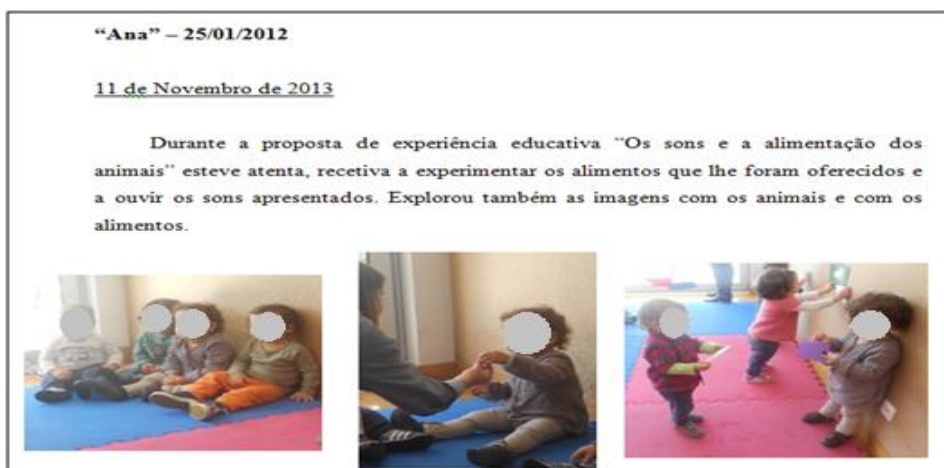 “Ana” – 25/01/2012
11 de Novembro de 2013
Durante a proposta de experiência educativa “Os sons e a alimentação dos
animais” esteve atenta, recetiva a experimentar os alimentos que lhe foram oferecidos e
a ouvir os sons apresentados. Explorou também as imagens com os animais e com os
alimentos.